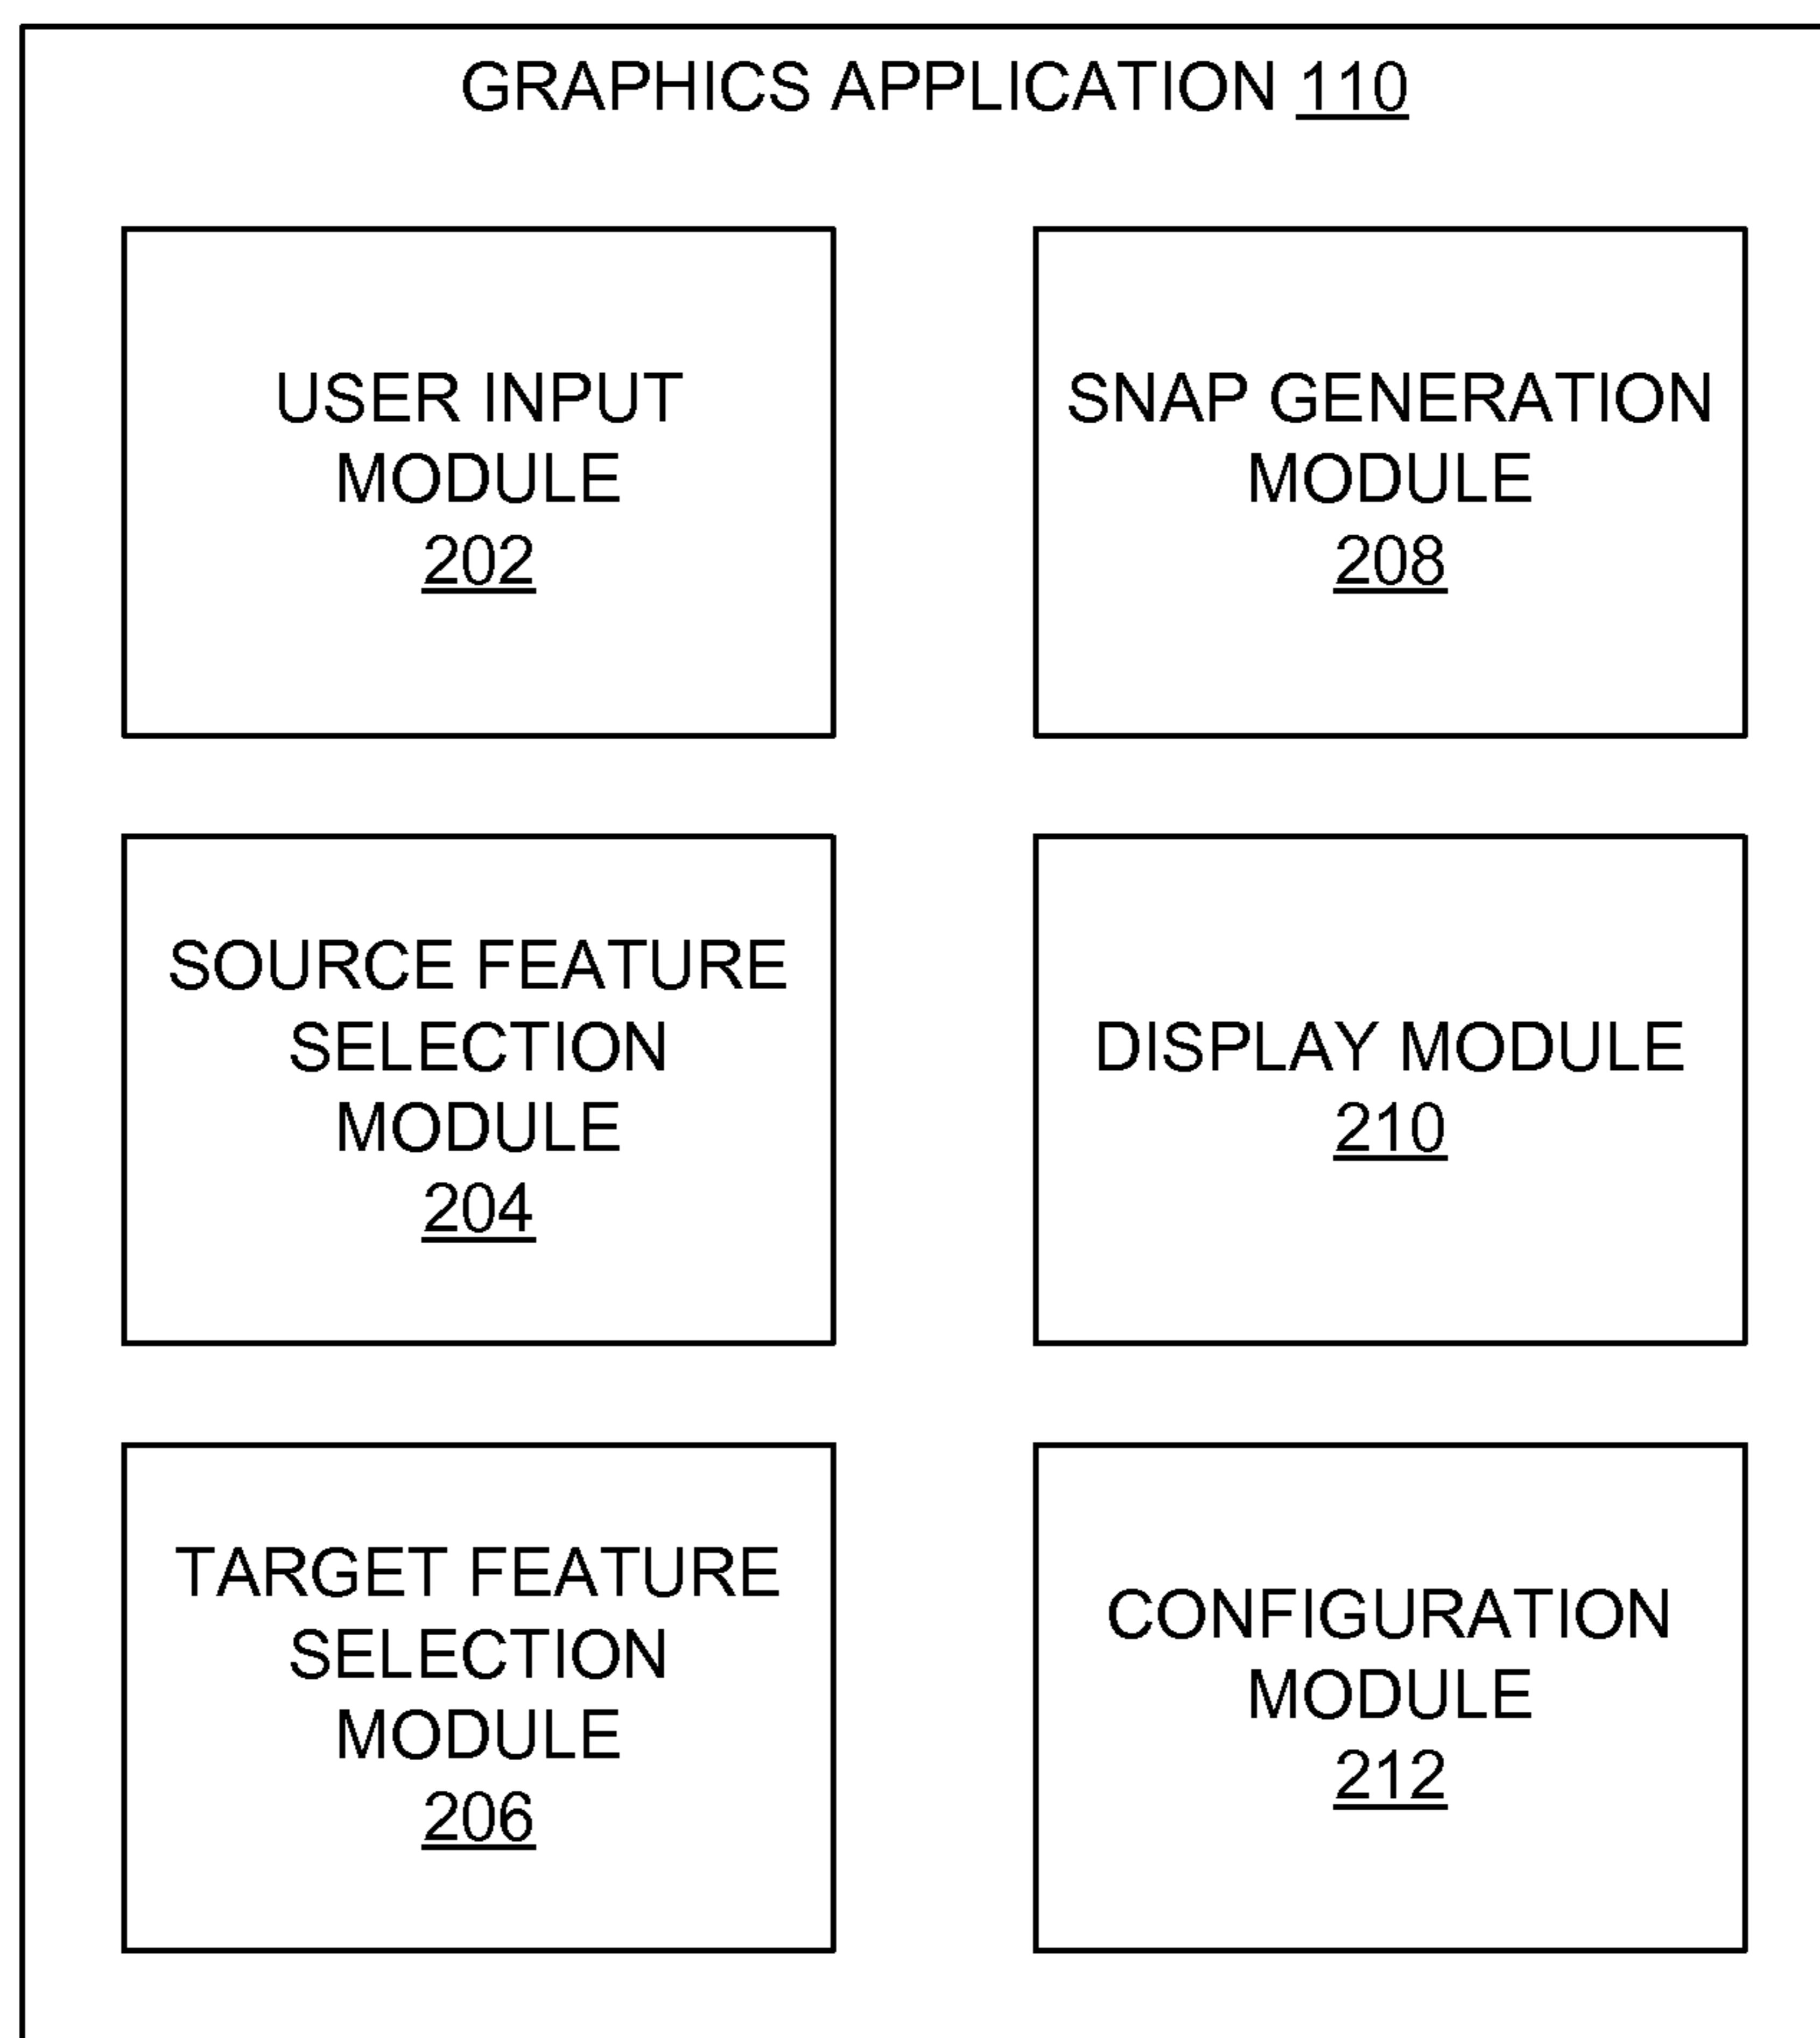 GRAPHICS APPLICATION 110
USER INPUT
MODULE
202
SOURCE FEATURE
SELECTION
MODULE
204
TARGET FEATURE
SELECTION
MODULE
206
SNAP GENERATION
MODULE
208
DISPLAY MODULE
210
CONFIGURATION
MODULE
212